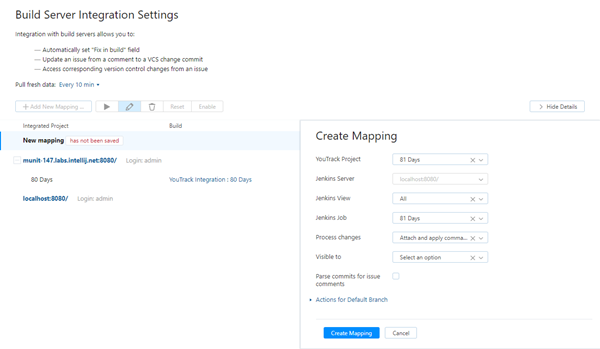 Build Server Integration Settings
Integration with build servers allows you to:
— Automatically set "Fix in build" field
— Update an issue from a comment to a VCS change commit
— Access corresponding version control changes from an issue
Pull fresh data: Every 10 min
+ Add New Mapping ...
Reset
Enable
> Hide Details
Integrated Project
Build
New mapping has not been saved
munit-147.labs.intellij.net:8080/ Login: admin
80 Days
YouTrack Integration : 80 Days
localhost:8080/ Login: admin
Create Mapping
YouTrack Project 81 Days
Jenkins Server localhost:8080/
Jenkins View All
Jenkins Job 81 Days
Process changes Attach and apply comma...
Visible to Select an option
Parse commits for issue
comments
Actions for Default Branch
Create Mapping Cancel